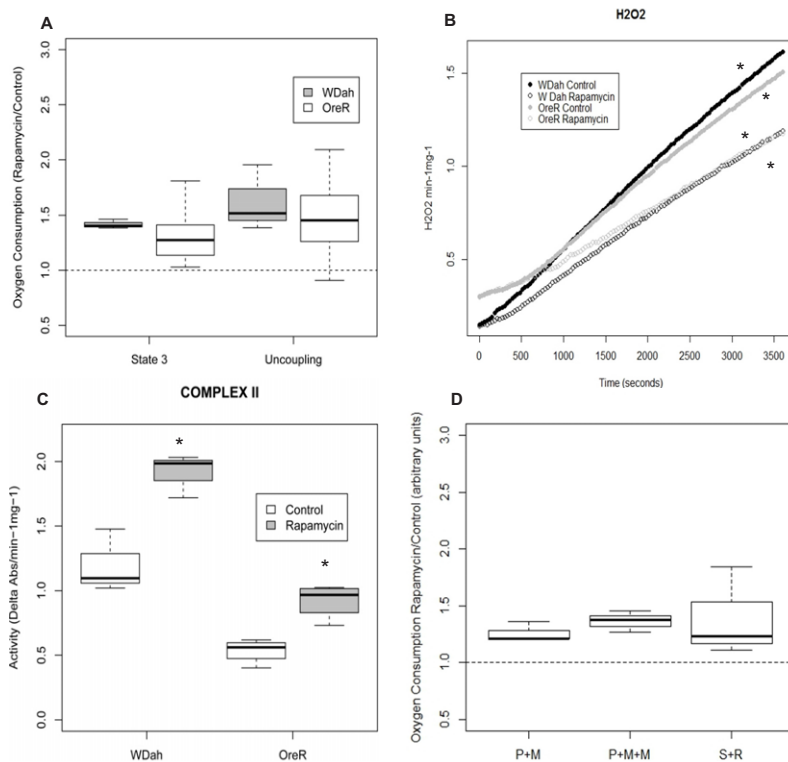 A
Oxygen Consumption (Rapamycin/Control)
3.0
2.5
2.0
1.5
1.0
0.5
WDah
OreR
State 3
Uncoupling
B
H2O2
H2O2 min-1mg-1
1.5
1.0
0.5
WDah Control
W Dah Rapamycin
OreR Control
OreR Rapamycin
*
*
*
*
0 500 1000 1500 2000 2500 3000 3500
Time (seconds)
C
COMPLEX II
Activity (Delta Abs/min−1mg−1)
2.0
1.5
1.0
0.5
0.0
*
*
Control
Rapamycin
WDah
OreR
D
Oxygen Consumption Rapamycin/Control (arbitrary units)
3.0
2.5
2.0
1.5
1.0
0.5
P+M
P+M+M
S+R